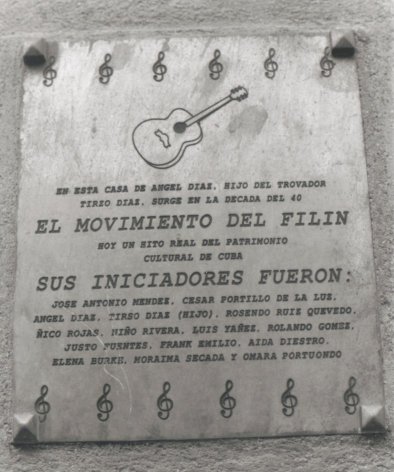 EN ESTA CASA DE ANGEL DIAZ, HIJO DEL TROVADOR
TIRSO DIAZ, SURGE EN LA DECADA DEL 40
EL MOVIMIENTO DEL FILIN
HOY UN HITO REAL DEL PATRIMONIO
CULTURAL DE CUBA
SUS INICIADORES FUERON:
JOSE ANTONIO MENDEZ, CESAR PORTILLO DE LA LUZ,
ANGEL DIAZ, TIRSO DIAZ (HIJO), ROSENDO RUIZ QUEVEDO,
ÑICO ROJAS, NIÑO RIVERA, LUIS YAÑEZ, ROLANDO GOMEZ,
JUSTO FUENTES, FRANK EMILIO, AIDA DIESTRO,
ELENA BURKE, MORAIMA SECADA Y OMARA PORTUONDO